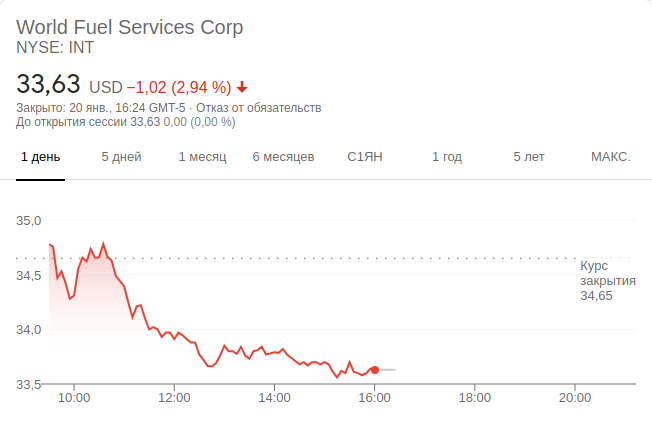 World Fuel Services Corp
NYSE: INT
33,63 USD −1,02 (2,94 %)
Закрыто: 20 янв., 16:24 GMT-5 · Отказ от обязательств
До открытия сессии 33,63 0,00 (0,00 %)
1 день 5 дней 1 месяц 6 месяцев С1ЯН 1 год 5 лет МАКС.
35,0
Курс
34,5 закрытия
34,65
34,0
33,5
10:00 12:00 14:00 16:00 18:00 20:00